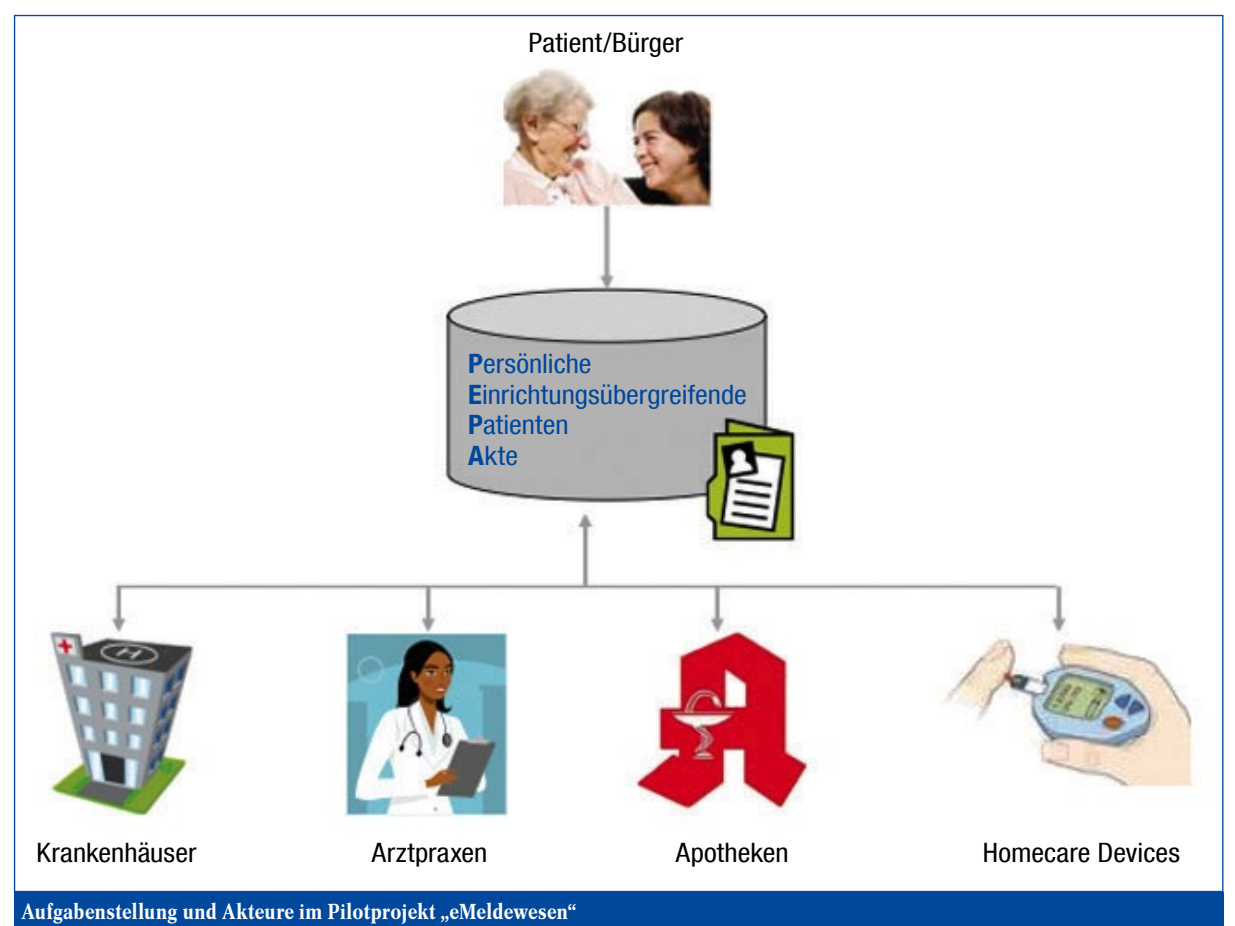 Patient/Bürger
Persönliche
Einrichtungsübergreifende
Patienten
Akte
H
Krankenhäuser
Arztpraxen
Apotheken
Homecare Devices
Aufgabenstellung und Akteure im Pilotprojekt „eMeldewesen“